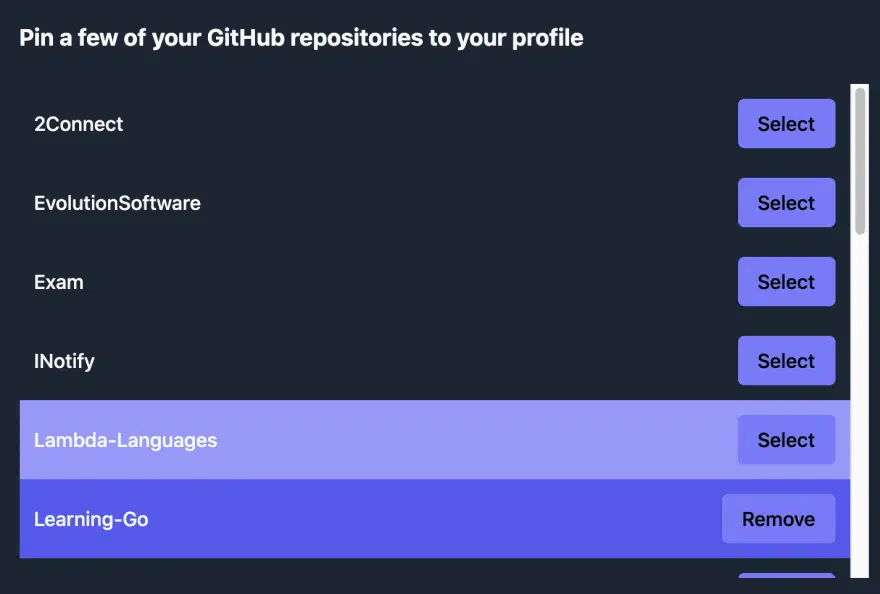 Pin a few of your GitHub repositories to your profile
2Connect
Select
EvolutionSoftware
Select
Exam
Select
INotify
Select
Lambda-Languages
Select
Learning-Go
Remove